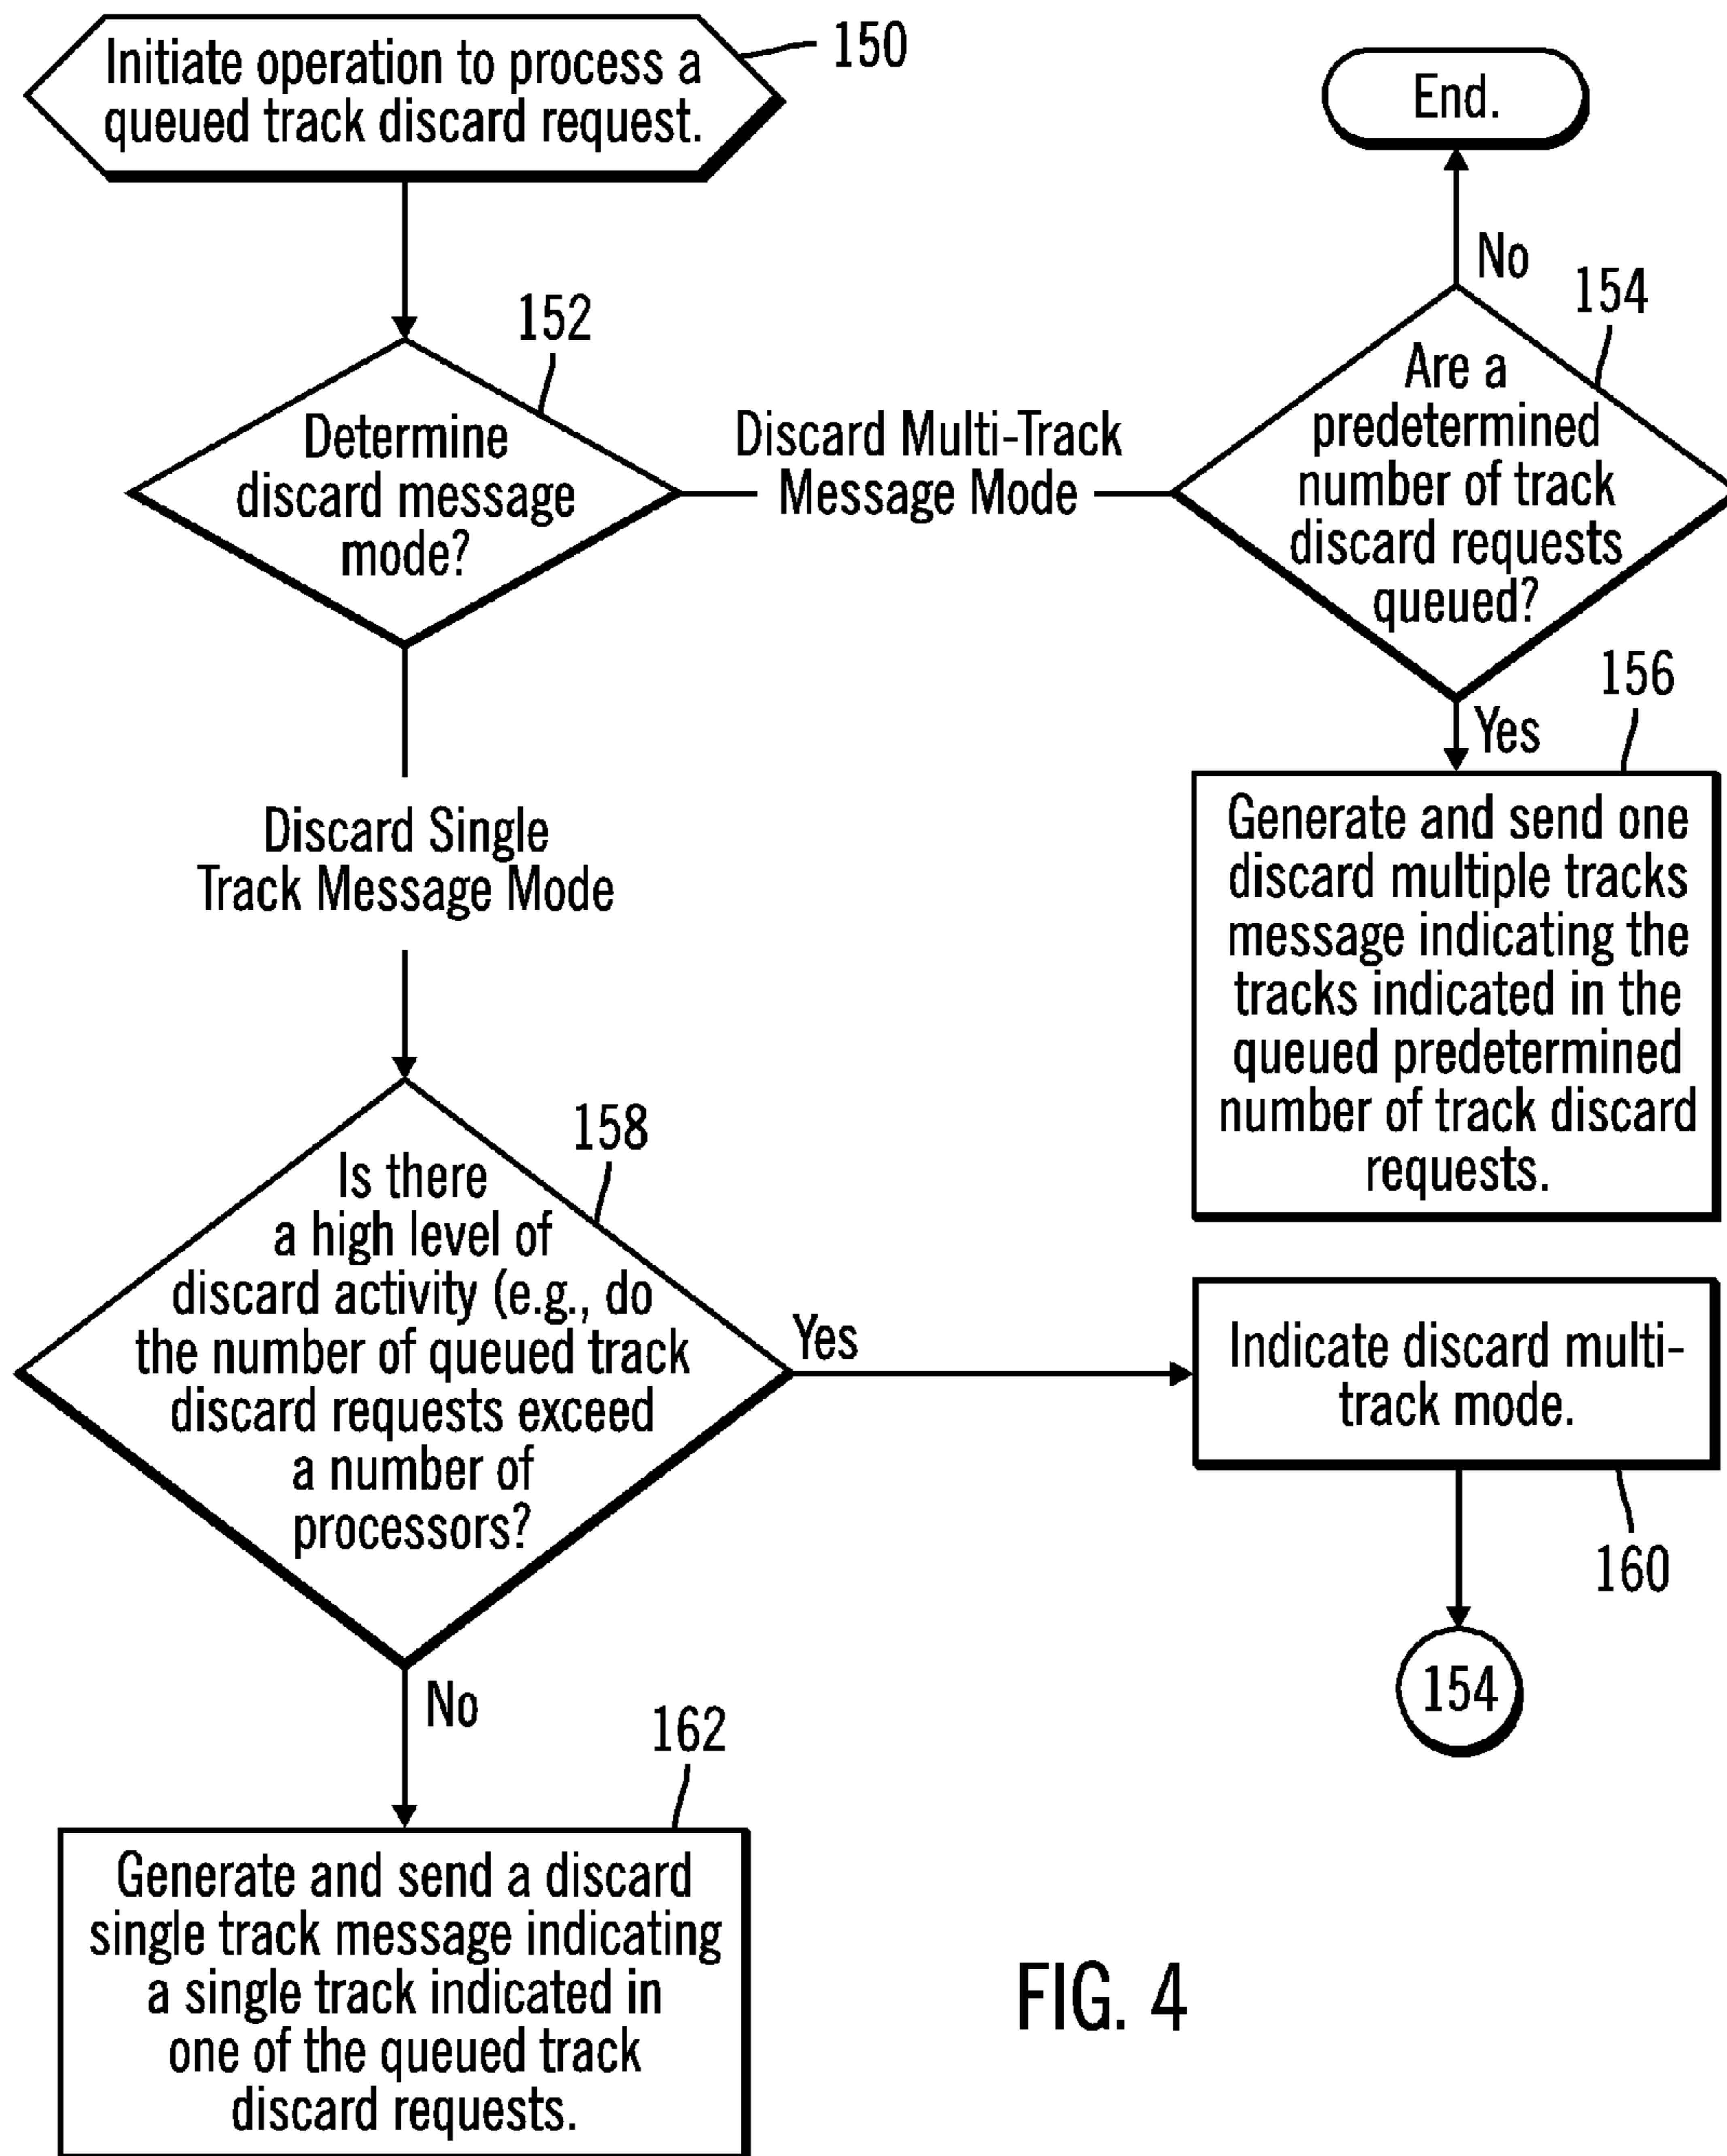 Initiate operation to process a
queued track discard request.
150
End.
No
152
154
Determine
discard message
mode?
Discard Multi-Track
Message Mode
Are a
predetermined
number of track
discard requests
queued?
Yes
156
Generate and send one
discard multiple tracks
message indicating the
tracks indicated in the
queued predetermined
number of track discard
requests.
Discard Single
Track Message Mode
158
Is there
a high level of
discard activity (e.g., do
the number of queued track
discard requests exceed
a number of
processors?
Yes
Indicate discard multi-
track mode.
160
154
No
162
Generate and send a discard
single track message indicating
a single track indicated in
one of the queued track
discard requests.
FIG. 4